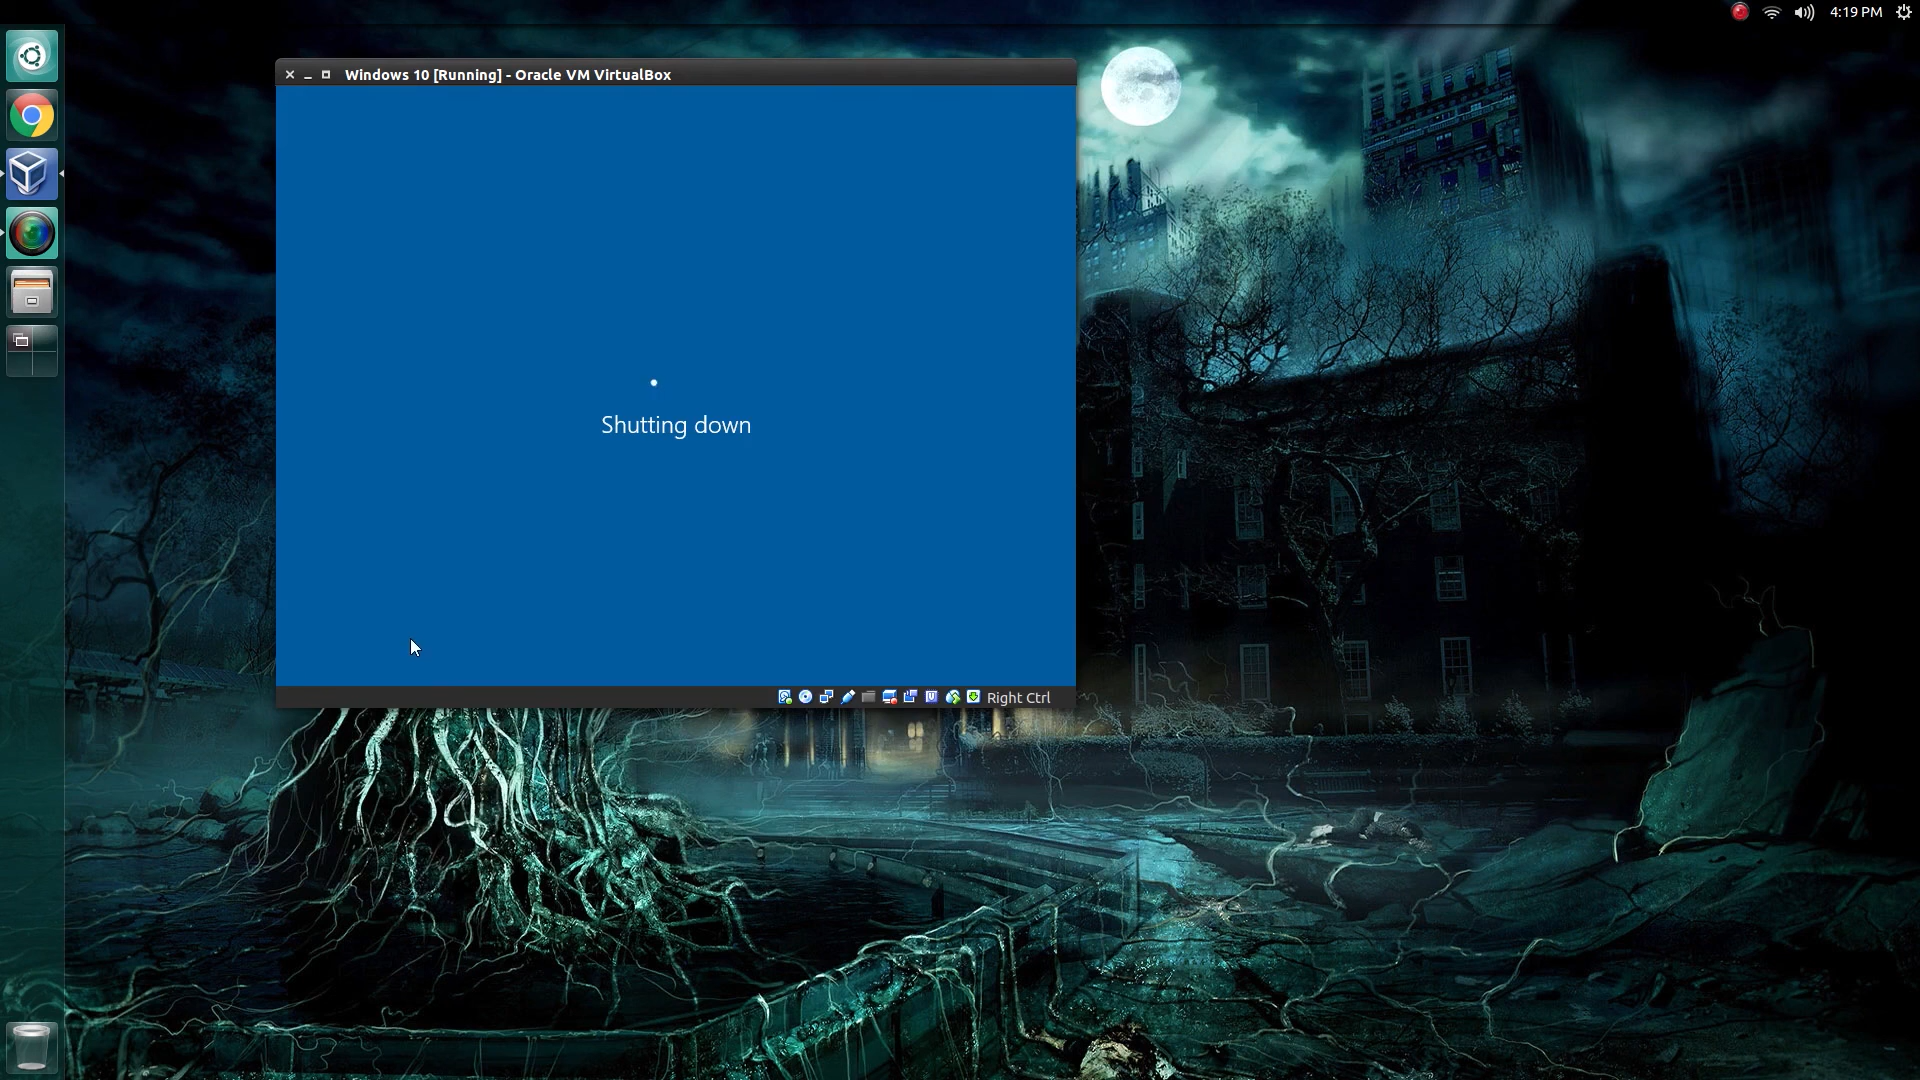 4:19 PM
Windows 10 [Running] - Oracle VM VirtualBox
Shutting down
Right Ctrl